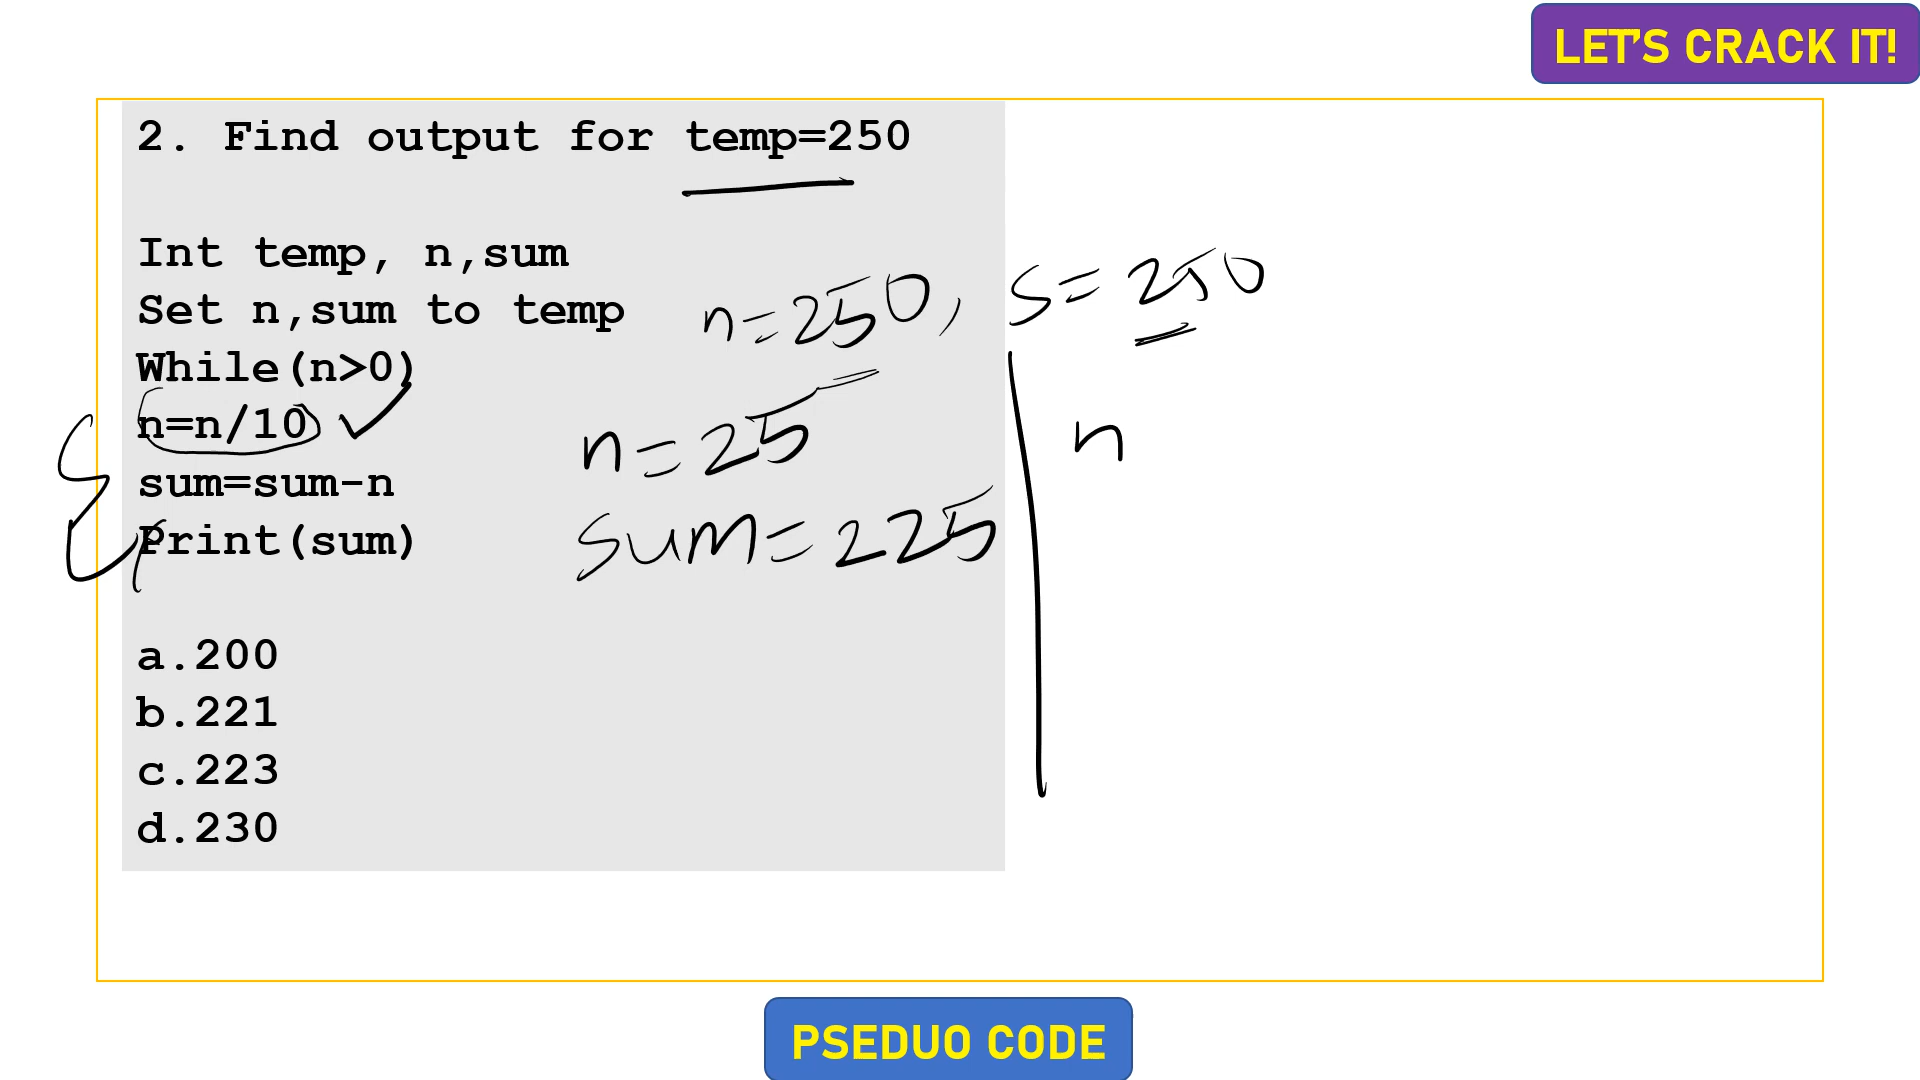 LET'S CRACK IT!
2. Find output for temp=250
Int temp, n,sum
Set n,sum to temp
n=250, s=250
While(n>0)
n=n/10
n=25
n
sum=sum-n
Print(sum)
sum=225
a.200
b.221
c.223
d.230
PSEDUO CODE